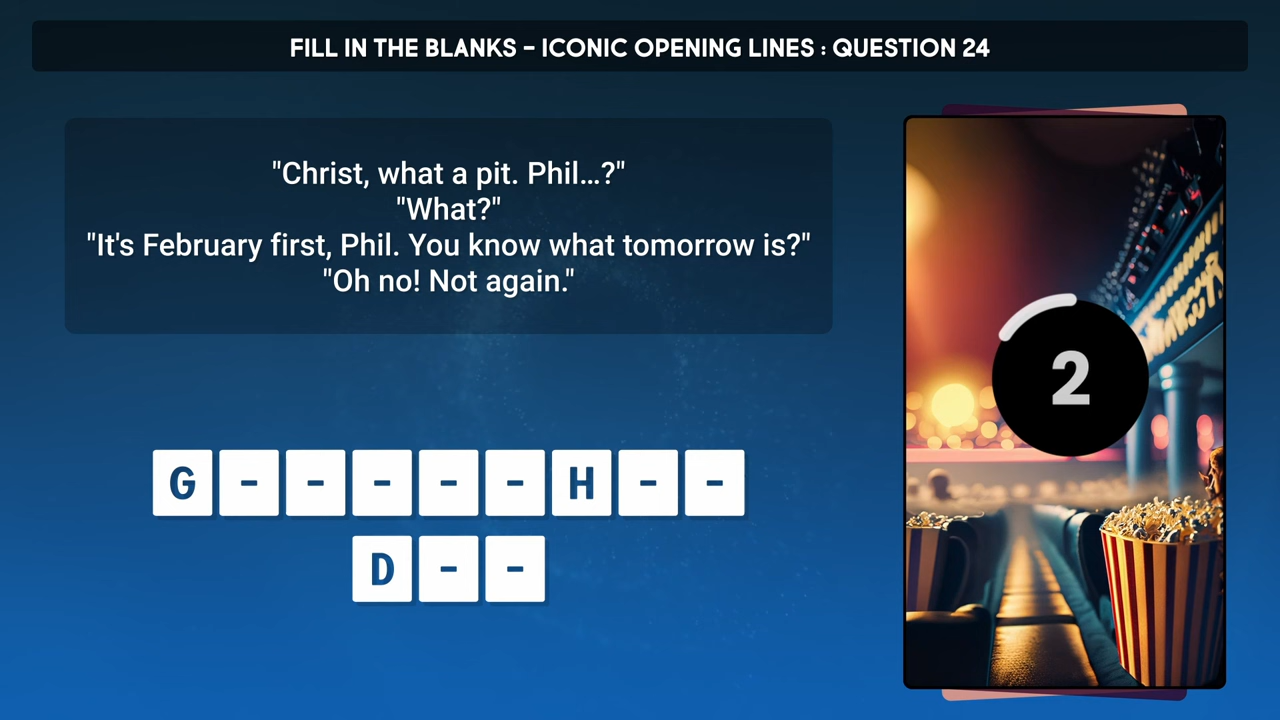 FILL IN THE BLANKS – ICONIC OPENING LINES : QUESTION 24
"Christ, what a pit. Phil...?"
"What?"
"It's February first, Phil. You know what tomorrow is?"
"Oh no! Not again."
G - - - - - H - -
D - -
2